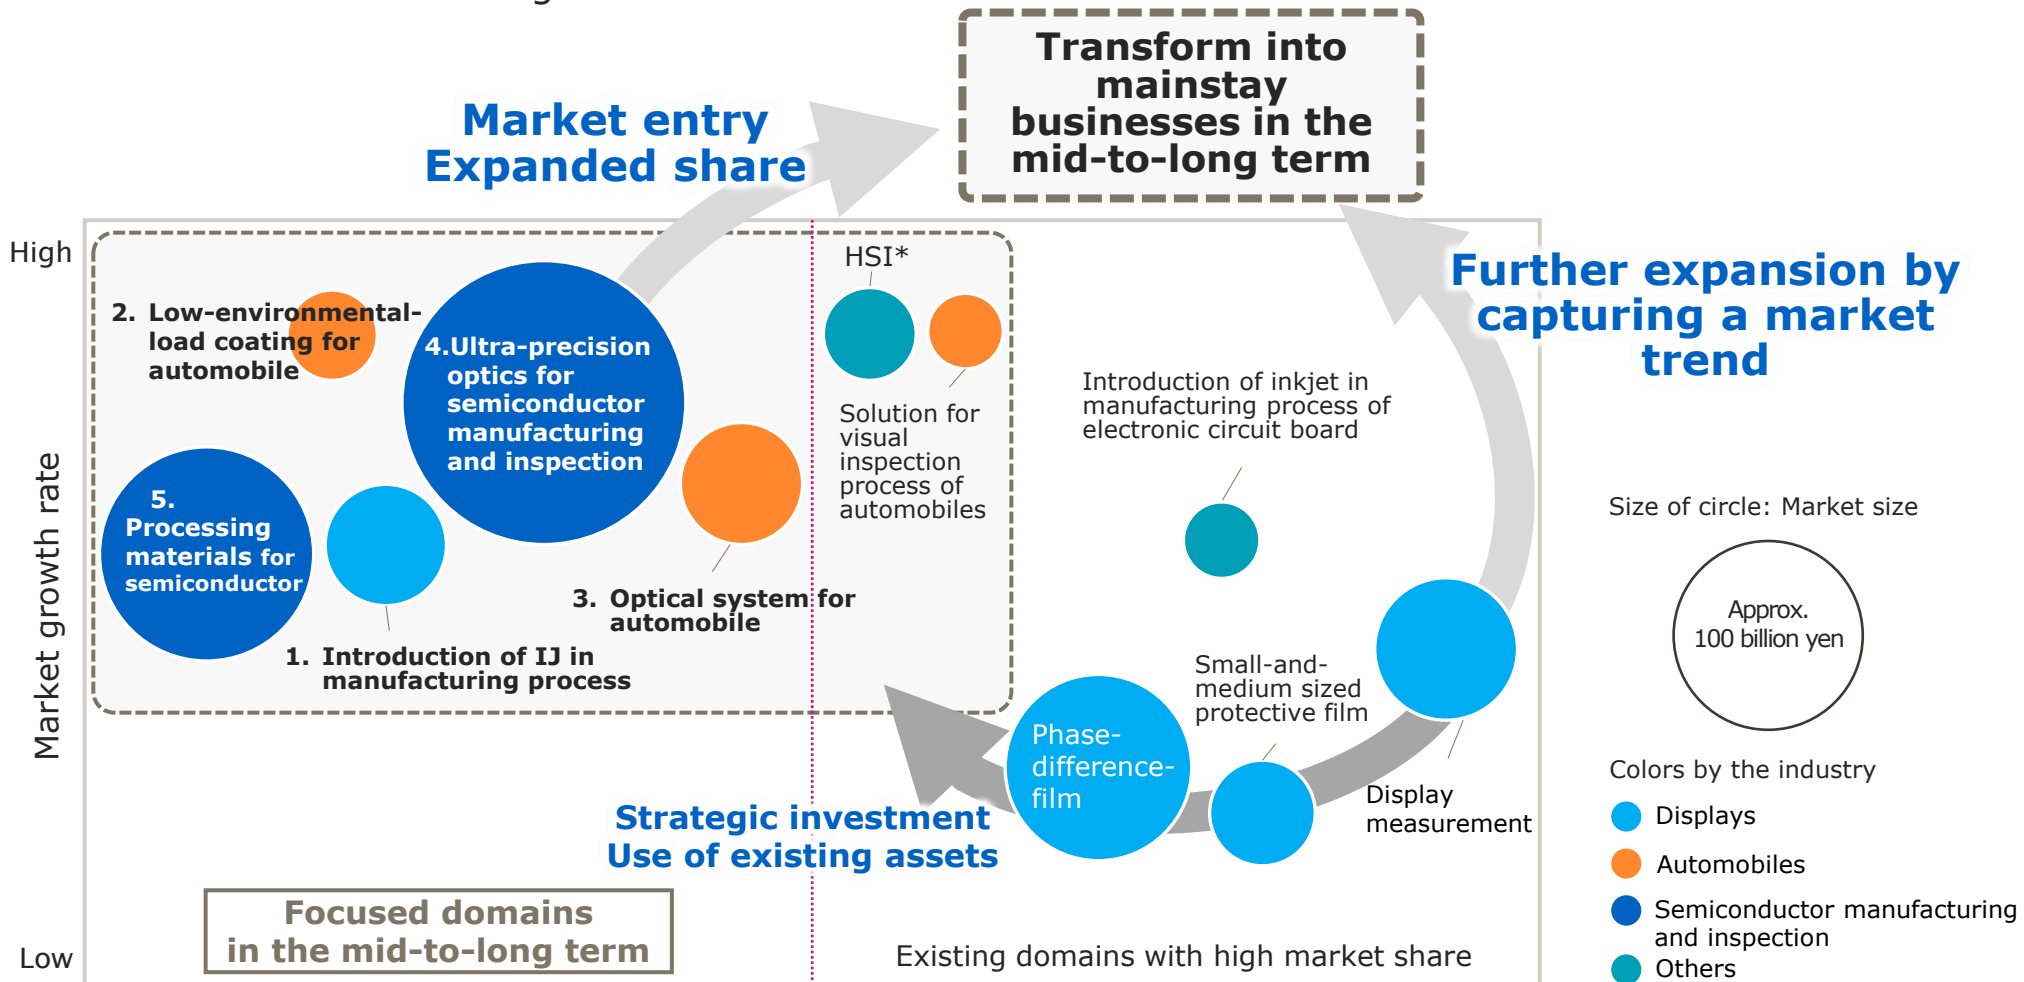 Transform into
mainstay
businesses in the
mid-to-long term
Market entry
Expanded share
High
HSI*
Further expansion by
capturing a market
trend
2. Low-environmental-
load coating for
automobile
4.Ultra-precision
optics for
semiconductor
manufacturing
and inspection
Introduction of inkjet in
manufacturing process of
electronic circuit board
Solution for
visual
inspection
process of
automobiles
Market growth rate
5.
Processing
materials for
semiconductor
Size of circle: Market size
Approx.
100 billion yen
3. Optical system for
automobile
1. Introduction of IJ in
manufacturing process
Small-and-
medium sized
protective film
Phase-
difference-
film
Display
measurement
Strategic investment
Use of existing assets
Colors by the industry
Displays
Automobiles
Semiconductor manufacturing
and inspection
Others
Focused domains
in the mid-to-long term
Existing domains with high market share
Low